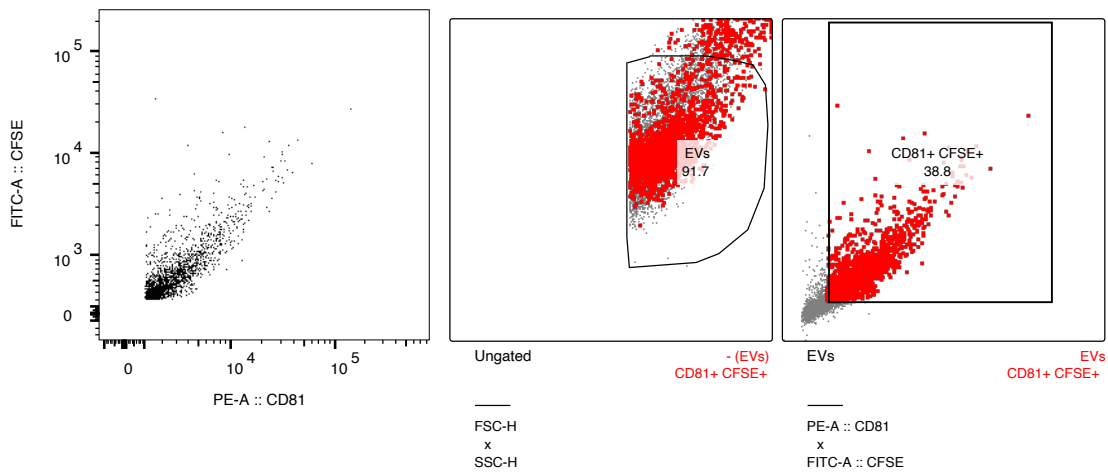 10^5
10^4
10^3
0
FITC-A :: CFSE
0
10^4
10^5
PE-A :: CD81
EVs
91.7
Ungated
- (EVs)
CD81+ CFSE+
FSC-H
x
SSC-H
CD81+ CFSE+
38.8
EVs
EVs
CD81+ CFSE+
PE-A :: CD81
x
FITC-A :: CFSE